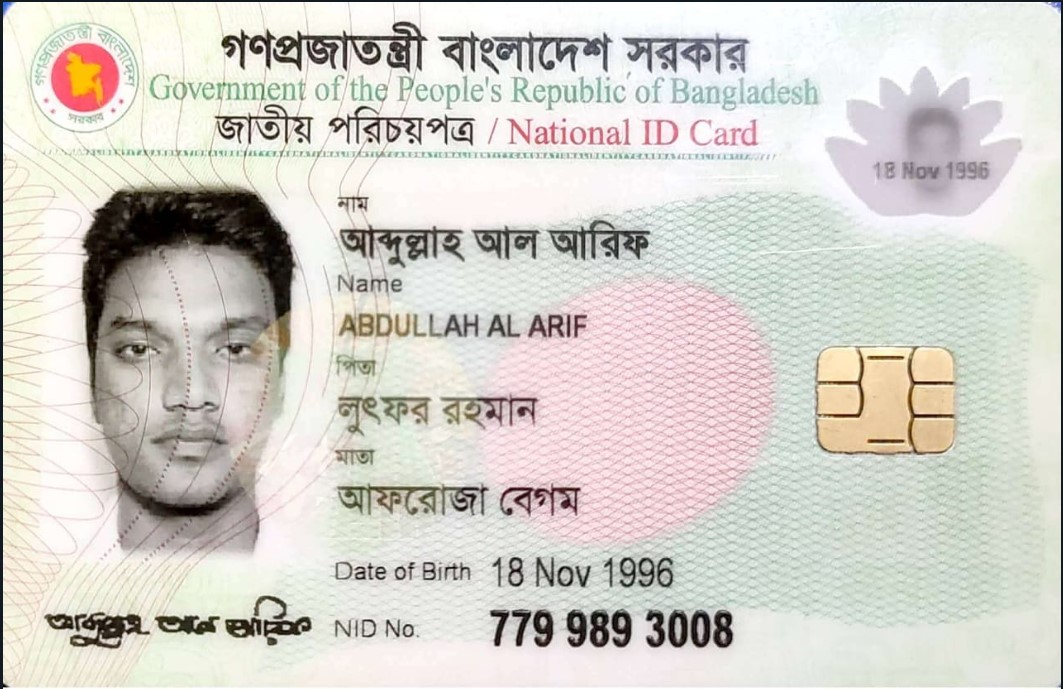 গণপ্রজাতন্ত্রী বাংলাদেশ
সরকার
গণপ্রজাতন্ত্রী বাংলাদেশ সরকার
Government of the People's Republic of Bangladesh
জাতীয় পরিচয়পত্র / National ID Card
18 Nov 1996
নাম
আব্দুল্লাহ আল আরিফ
Name
ABDULLAH AL ARIF
পিতা
লুৎফর রহমান
মাতা
আফরোজা বেগম
Date of Birth 18 Nov 1996
আব্দুল্লাহ আল আরিফ
NID No. 779 989 3008